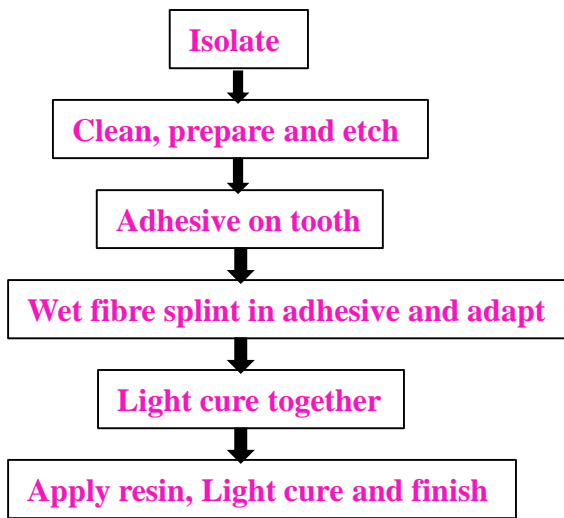 Isolate
Clean, prepare and etch
Adhesive on tooth
Wet fibre splint in adhesive and adapt
Light cure together
Apply resin, Light cure and finish